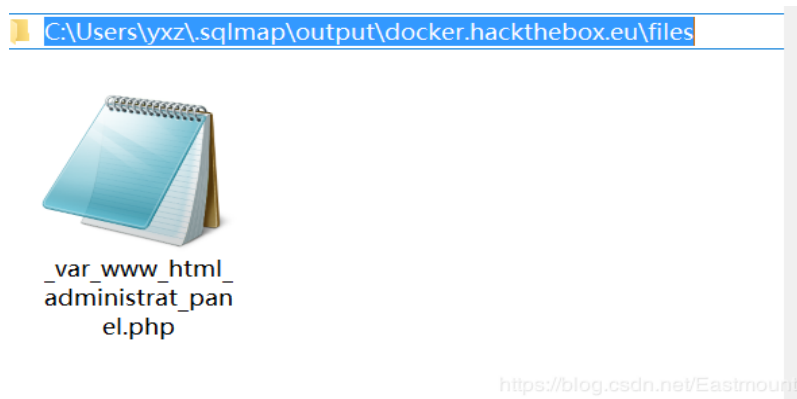 C:\Users\yxz\.sqlmap\output\docker.hackthebox.eu\files
_var_www_html_
administrat_pan
el.php
https://blog.csdn.net/Eastmount